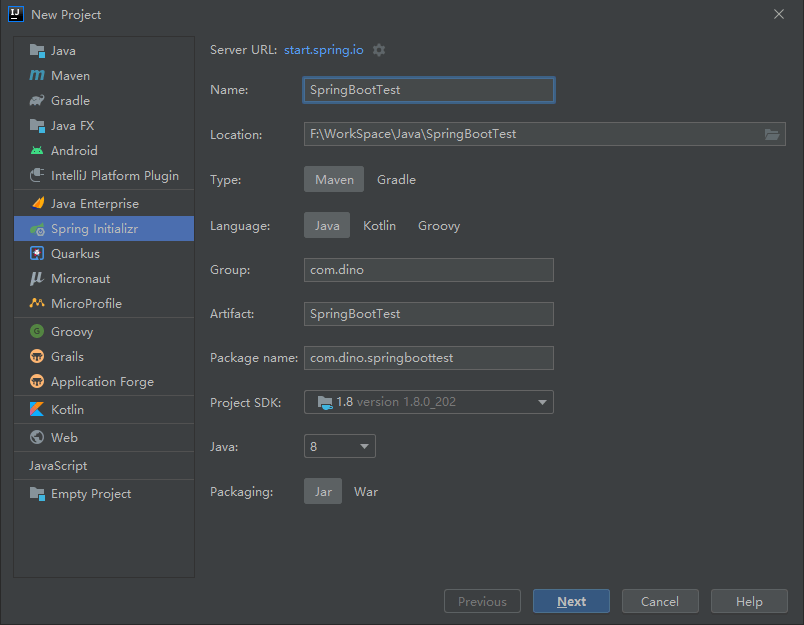 New Project
Java
Maven
Gradle
Java FX
Android
IntelliJ Platform Plugin
Java Enterprise
Spring Initializr
Quarkus
Micronaut
MicroProfile
Groovy
Grails
Application Forge
Kotlin
Web
JavaScript
Empty Project
Server URL: start.spring.io
Name: SpringBootTest
Location: F:\WorkSpace\Java\SpringBootTest
Type: Maven Gradle
Language: Java Kotlin Groovy
Group: com.dino
Artifact: SpringBootTest
Package name: com.dino.springboottest
Project SDK: 1.8 version 1.8.0_202
Java: 8
Packaging: Jar War
Previous Next Cancel Help